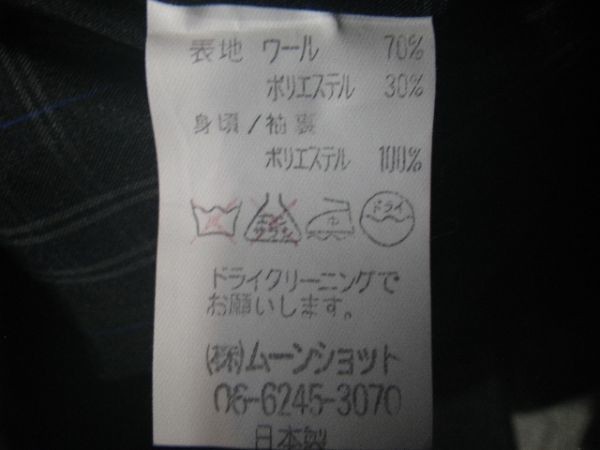 表地 ウール 70%
ポリエステル 30%
身頃/袖裏
ポリエステル 100%
中 ドライ
ドライクリーニングで
お願いします。
(株)ムーンショット
06-6245-3070
日本製